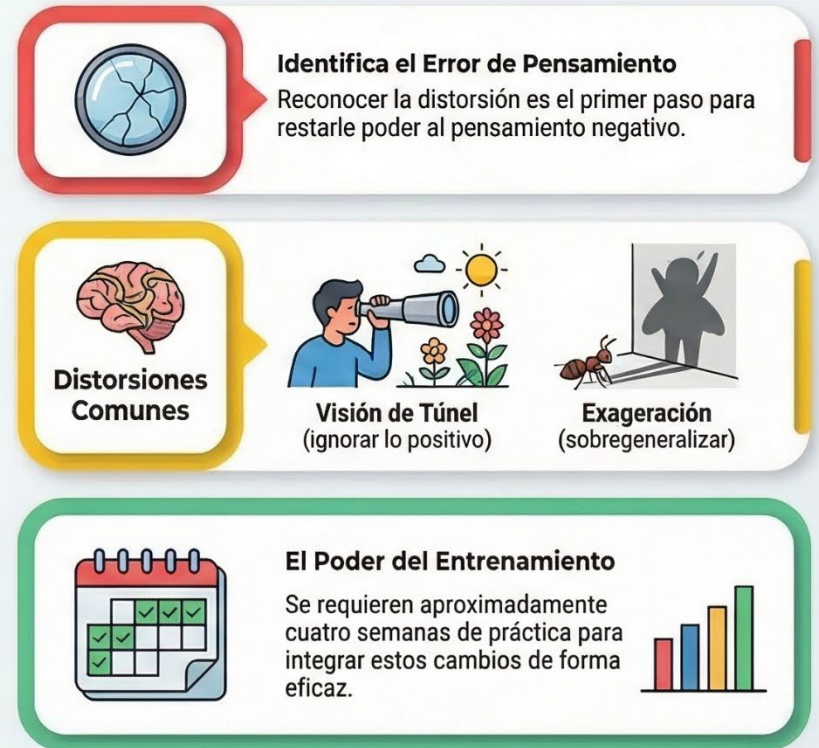 Identifica el Error de Pensamiento
Reconocer la distorsión es el primer paso para
restarle poder al pensamiento negativo.
Distorsiones
Comunes
Visión de Túnel
(ignorar lo positivo)
Exageración
(sobregeneralizar)
El Poder del Entrenamiento
Se requieren aproximadamente
cuatro semanas de práctica para
integrar estos cambios de forma
eficaz.